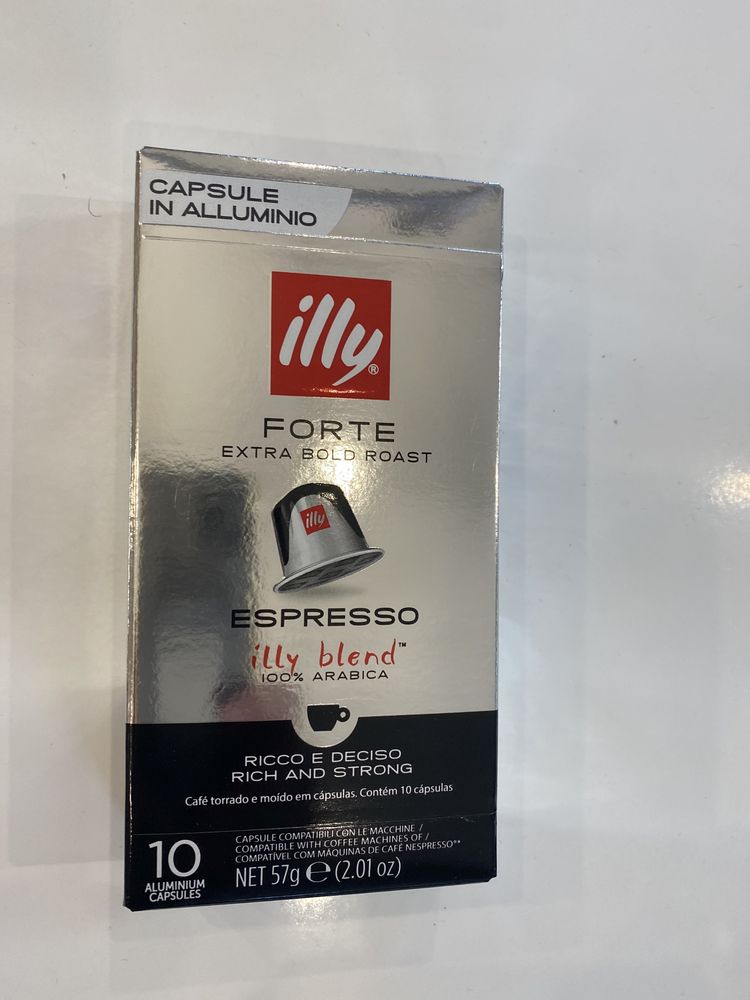 CAPSULE
IN ALLUMINIO
illy®
FORTE
EXTRA BOLD ROAST
illy
ESPRESSO
illy blend™
100% ARABICA
RICCO E DECISO
RICH AND STRONG
Café torrado e moído em cápsulas. Contém 10 cápsulas
10
ALUMINIUM
CAPSULES
CAPSULE COMPATIBILI CON LE MACCHINE /
COMPATIBLE WITH COFFEE MACHINES OF /
COMPATÍVEL COM MÁQUINAS DE CAFÉ NESPRESSO®*
NET 57g ℮ (2.01 oz)